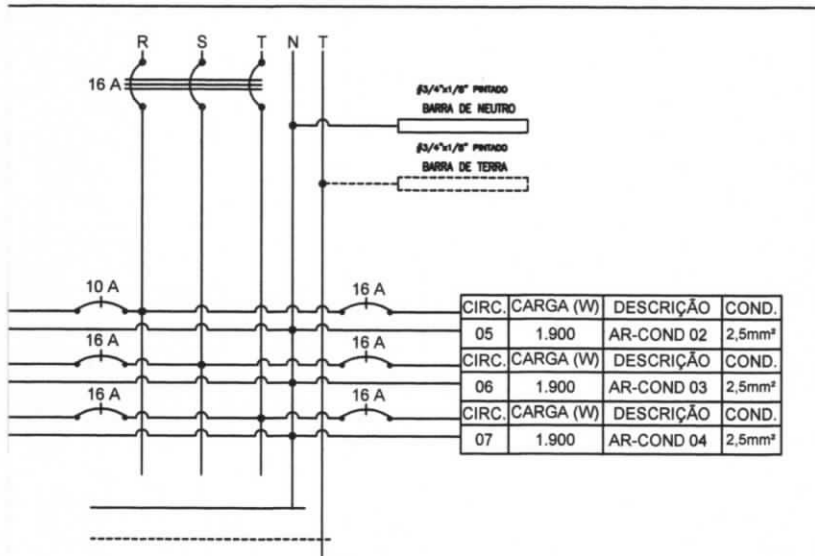 R S T N T
16 A
ø3/4"x1/8" PINTADO
BARRA DE NEUTRO
ø3/4"x1/8" PINTADO
BARRA DE TERRA
10 A 16 A
CIRC. CARGA (W) DESCRIÇÃO COND.
05 1.900 AR-COND 02 2,5mm²
16 A 16 A
CIRC. CARGA (W) DESCRIÇÃO COND.
06 1.900 AR-COND 03 2,5mm²
16 A 16 A
CIRC. CARGA (W) DESCRIÇÃO COND.
07 1.900 AR-COND 04 2,5mm²